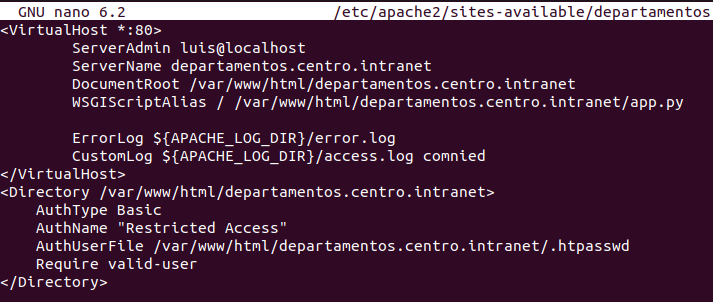 GNU nano 6.2 /etc/apache2/sites-available/departamentos
<VirtualHost *:80>
ServerAdmin luis@localhost
ServerName departamentos.centro.intranet
DocumentRoot /var/www/html/departamentos.centro.intranet
WSGIScriptAlias / /var/www/html/departamentos.centro.intranet/app.py
ErrorLog ${APACHE_LOG_DIR}/error.log
CustomLog ${APACHE_LOG_DIR}/access.log comnied
</VirtualHost>
<Directory /var/www/html/departamentos.centro.intranet>
AuthType Basic
AuthName "Restricted Access"
AuthUserFile /var/www/html/departamentos.centro.intranet/.htpasswd
Require valid-user
</Directory>